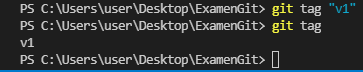 PS C:\Users\user\Desktop\ExamenGit> git tag "v1"
PS C:\Users\user\Desktop\ExamenGit> git tag
v1
PS C:\Users\user\Desktop\ExamenGit>